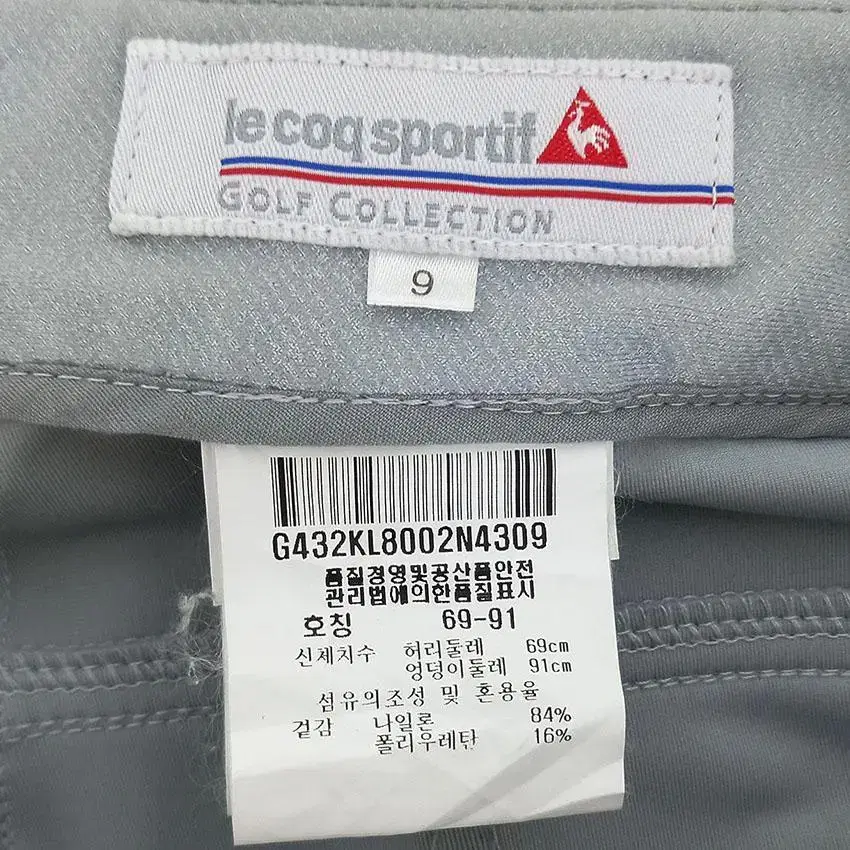 le coq sportif
GOLF COLLECTION
9
G432KL8002N4309
품질경영및공산품안전
관리법에의한품질표시
호칭 69-91
신체치수 허리둘레 69cm
엉덩이둘레 91cm
섬유의조성 및 혼용율
겉감 나일론 84%
폴리우레탄 16%